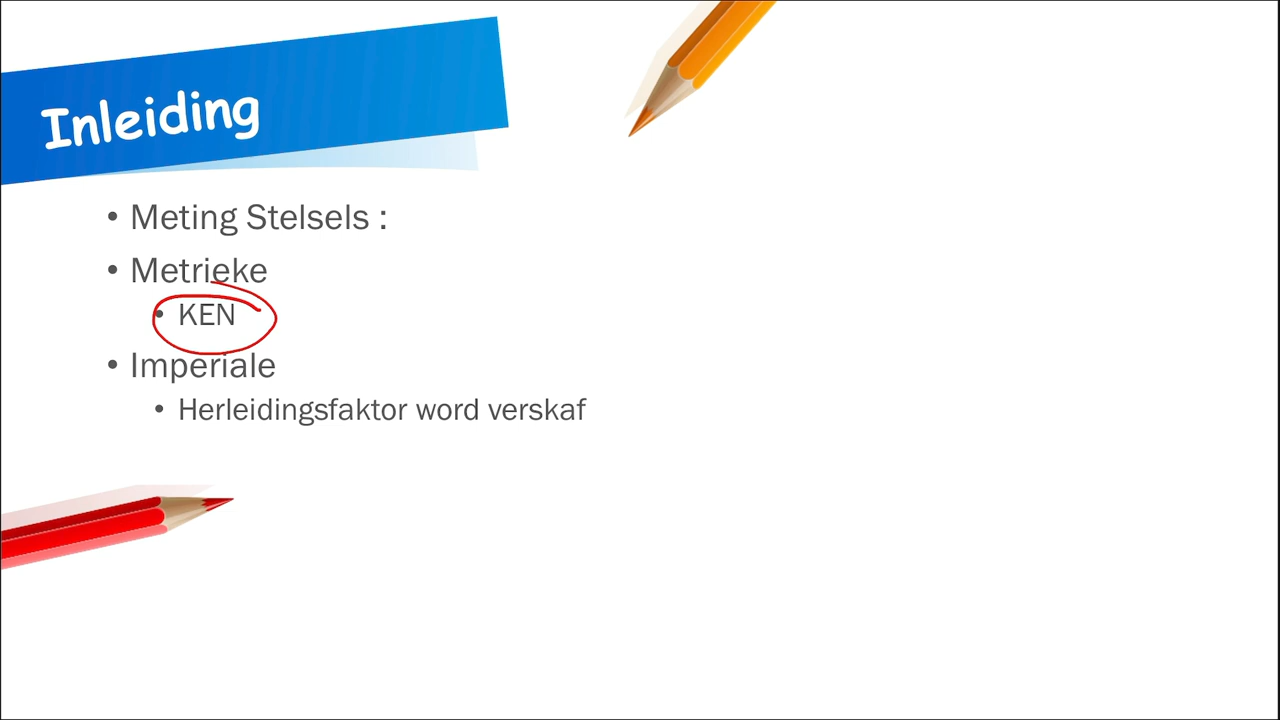 Inleiding
• Meting Stelsels :
• Metrieke
• KEN
• Imperiale
• Herleidingsfaktor word verskaf